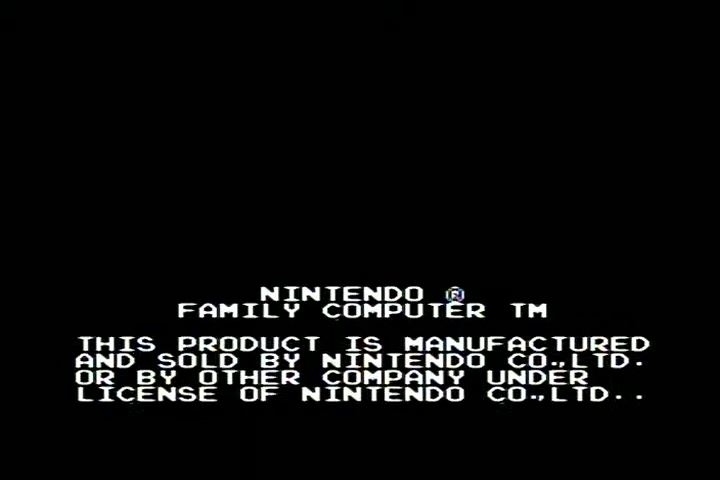 NINTENDO ®
FAMILY COMPUTER TM
THIS PRODUCT IS MANUFACTURED
AND SOLD BY NINTENDO CO.,LTD.
OR BY OTHER COMPANY UNDER
LICENSE OF NINTENDO CO.,LTD..